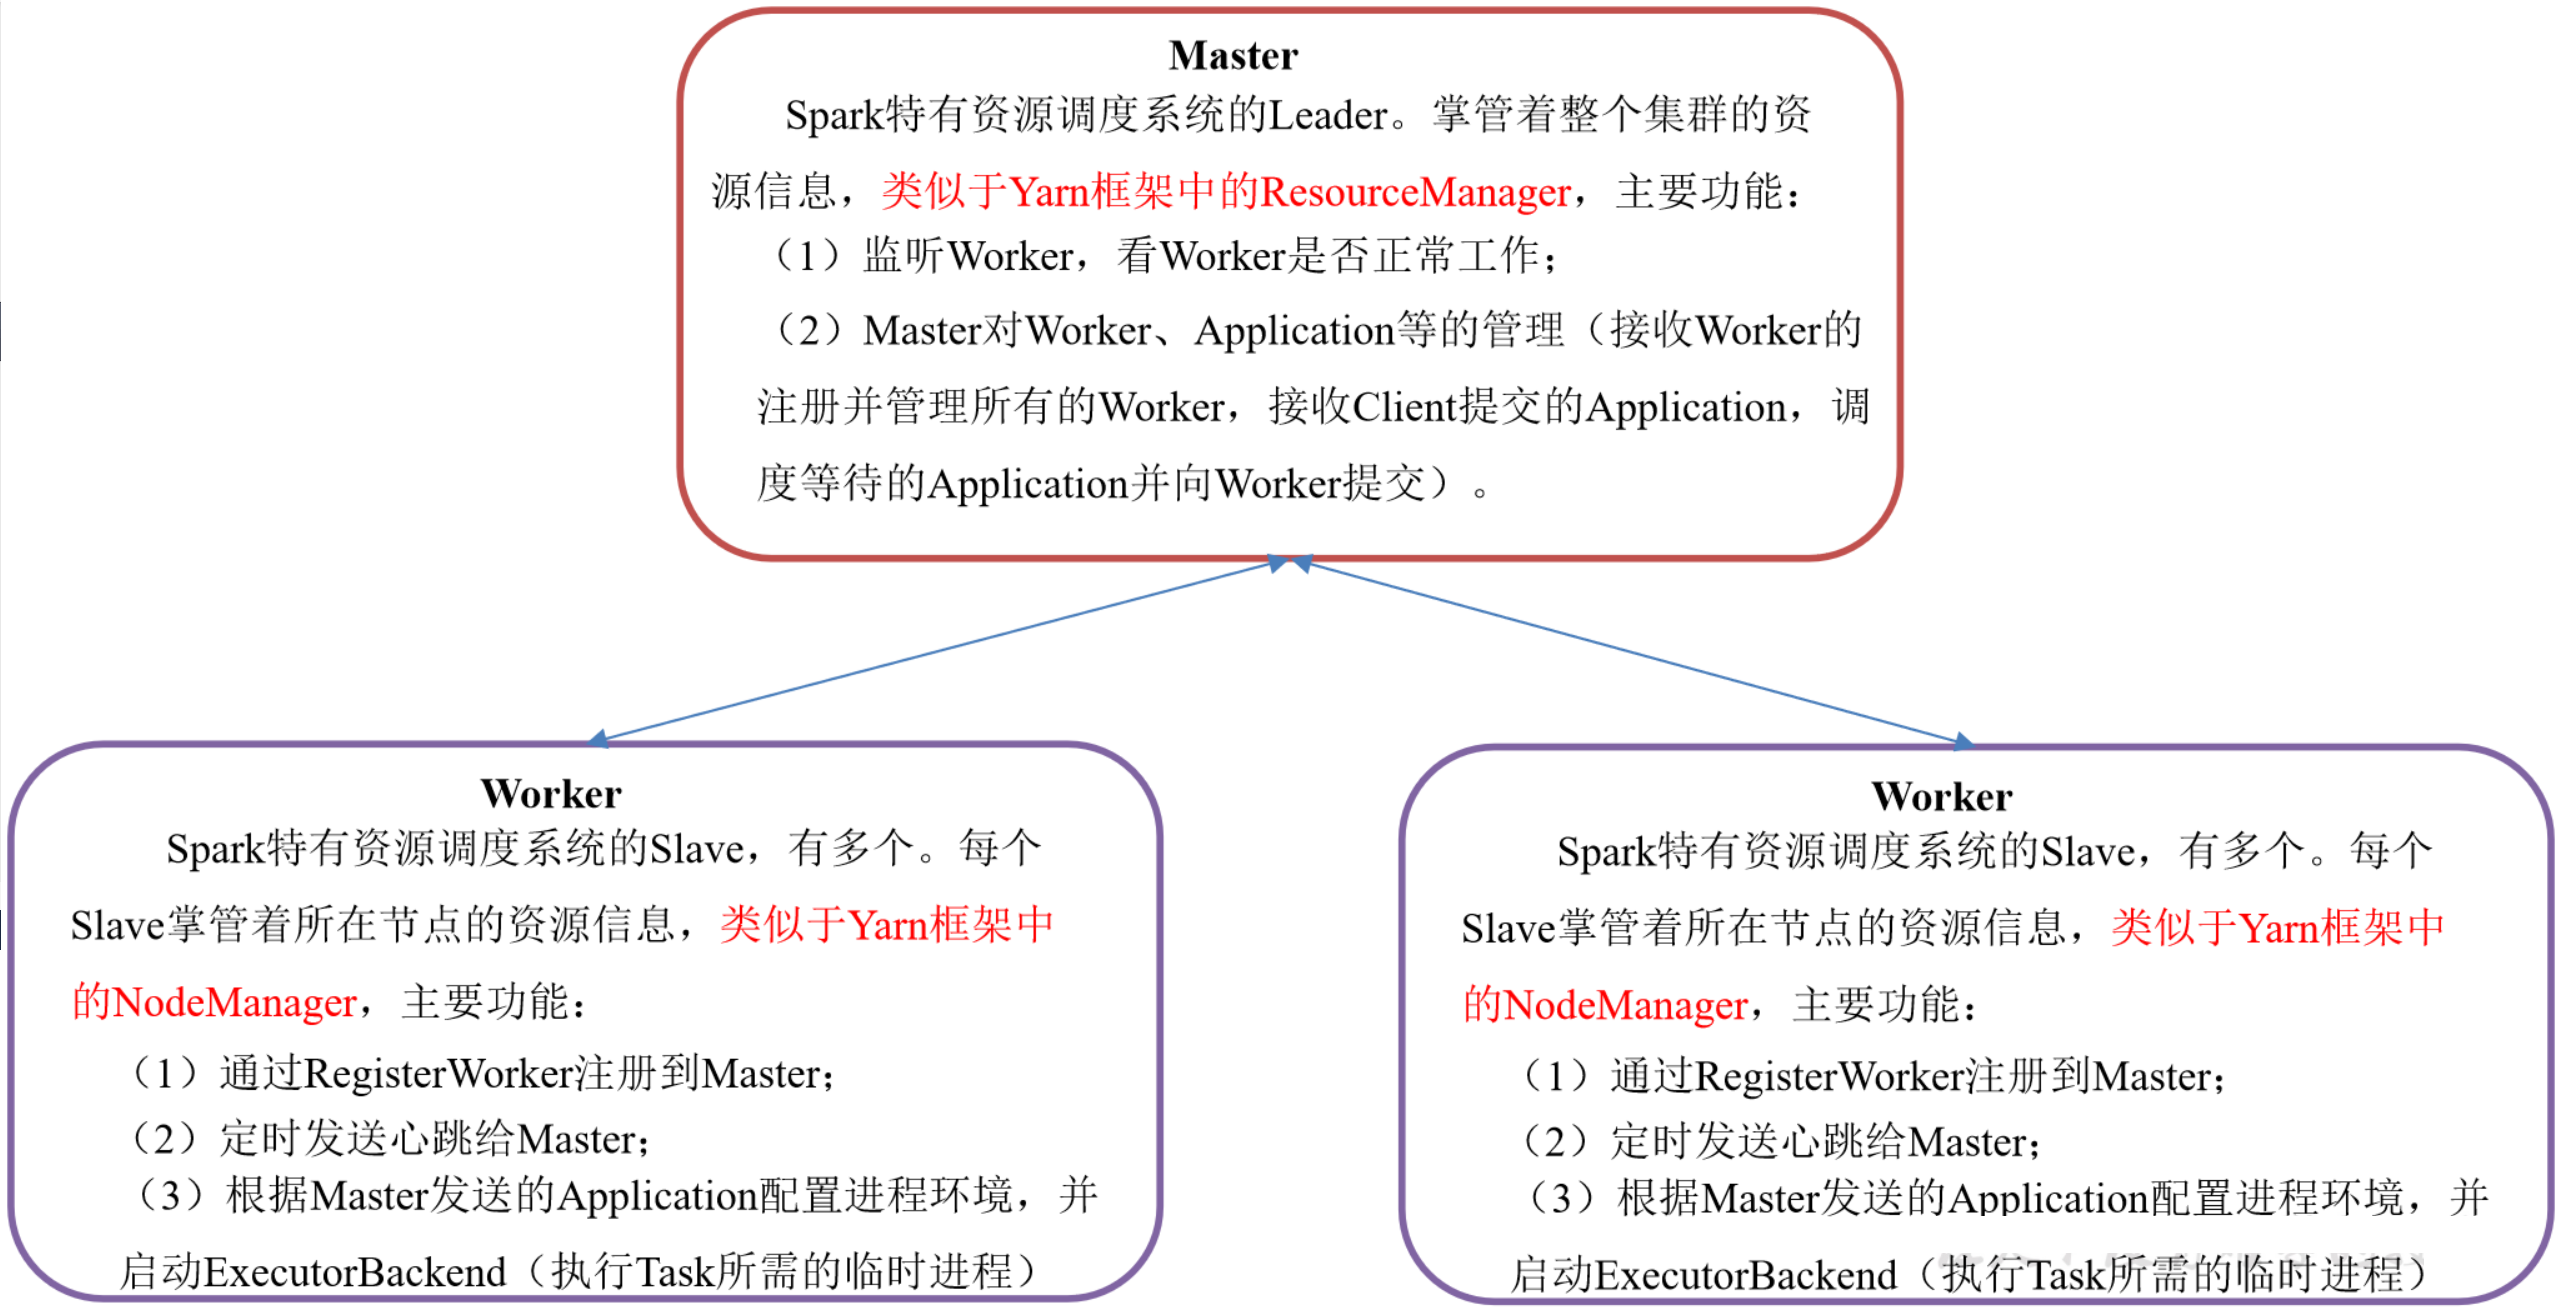 Master
Spark特有资源调度系统的Leader。掌管着整个集群的资
源信息，类似于Yarn框架中的ResourceManager，主要功能：
（1）监听Worker，看Worker是否正常工作；
（2）Master对Worker、Application等的管理（接收Worker的
注册并管理所有的Worker，接收Client提交的Application，调
度等待的Application并向Worker提交）。
Worker
Spark特有资源调度系统的Slave，有多个。每个
Slave掌管着所在节点的资源信息，类似于Yarn框架中
的NodeManager，主要功能：
（1）通过RegisterWorker注册到Master；
（2）定时发送心跳给Master；
（3）根据Master发送的Application配置进程环境，并
启动ExecutorBackend（执行Task所需的临时进程）
Worker
Spark特有资源调度系统的Slave，有多个。每个
Slave掌管着所在节点的资源信息，类似于Yarn框架中
的NodeManager，主要功能：
（1）通过RegisterWorker注册到Master；
（2）定时发送心跳给Master；
（3）根据Master发送的Application配置进程环境，并
启动ExecutorBackend（执行Task所需的临时进程）